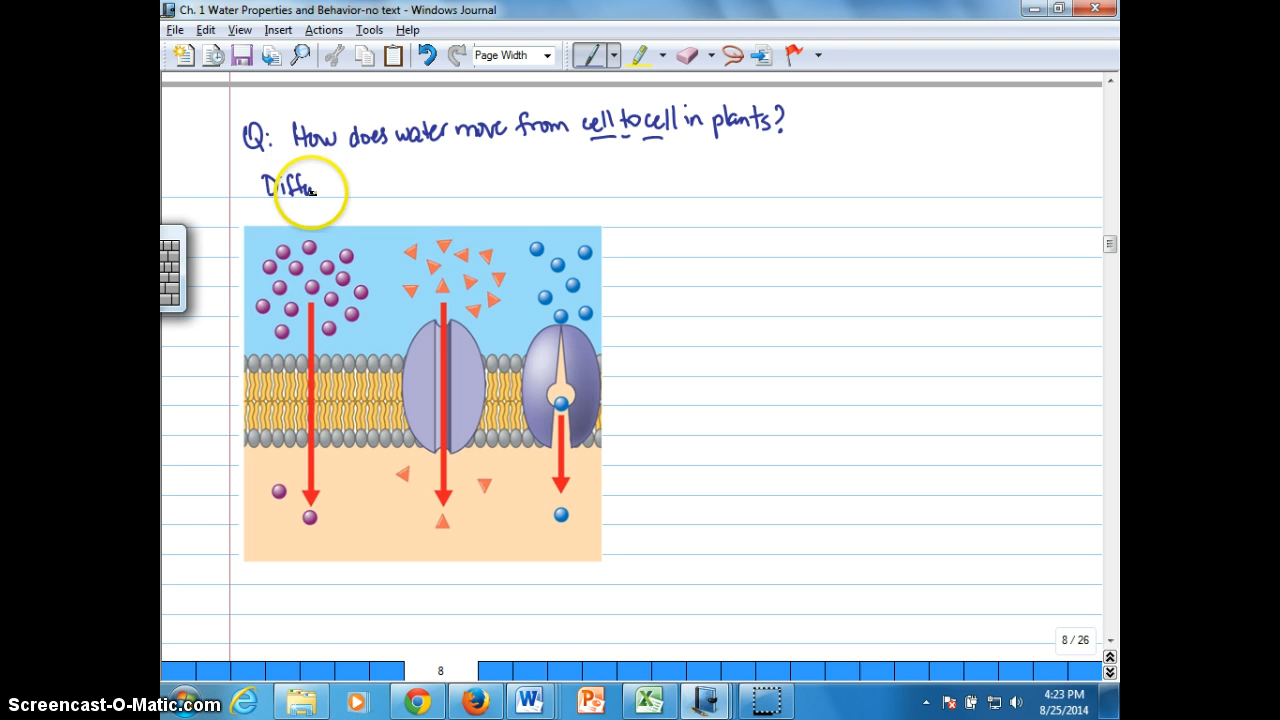 Ch. 1 Water Properties and Behavior-no text - Windows Journal
File Edit View Insert Actions Tools Help
Page Width
Q: How does water move from cell to cell in plants?
Diffu
8 / 26
8
4:23 PM
8/25/2014
Screencast-O-Matic.com